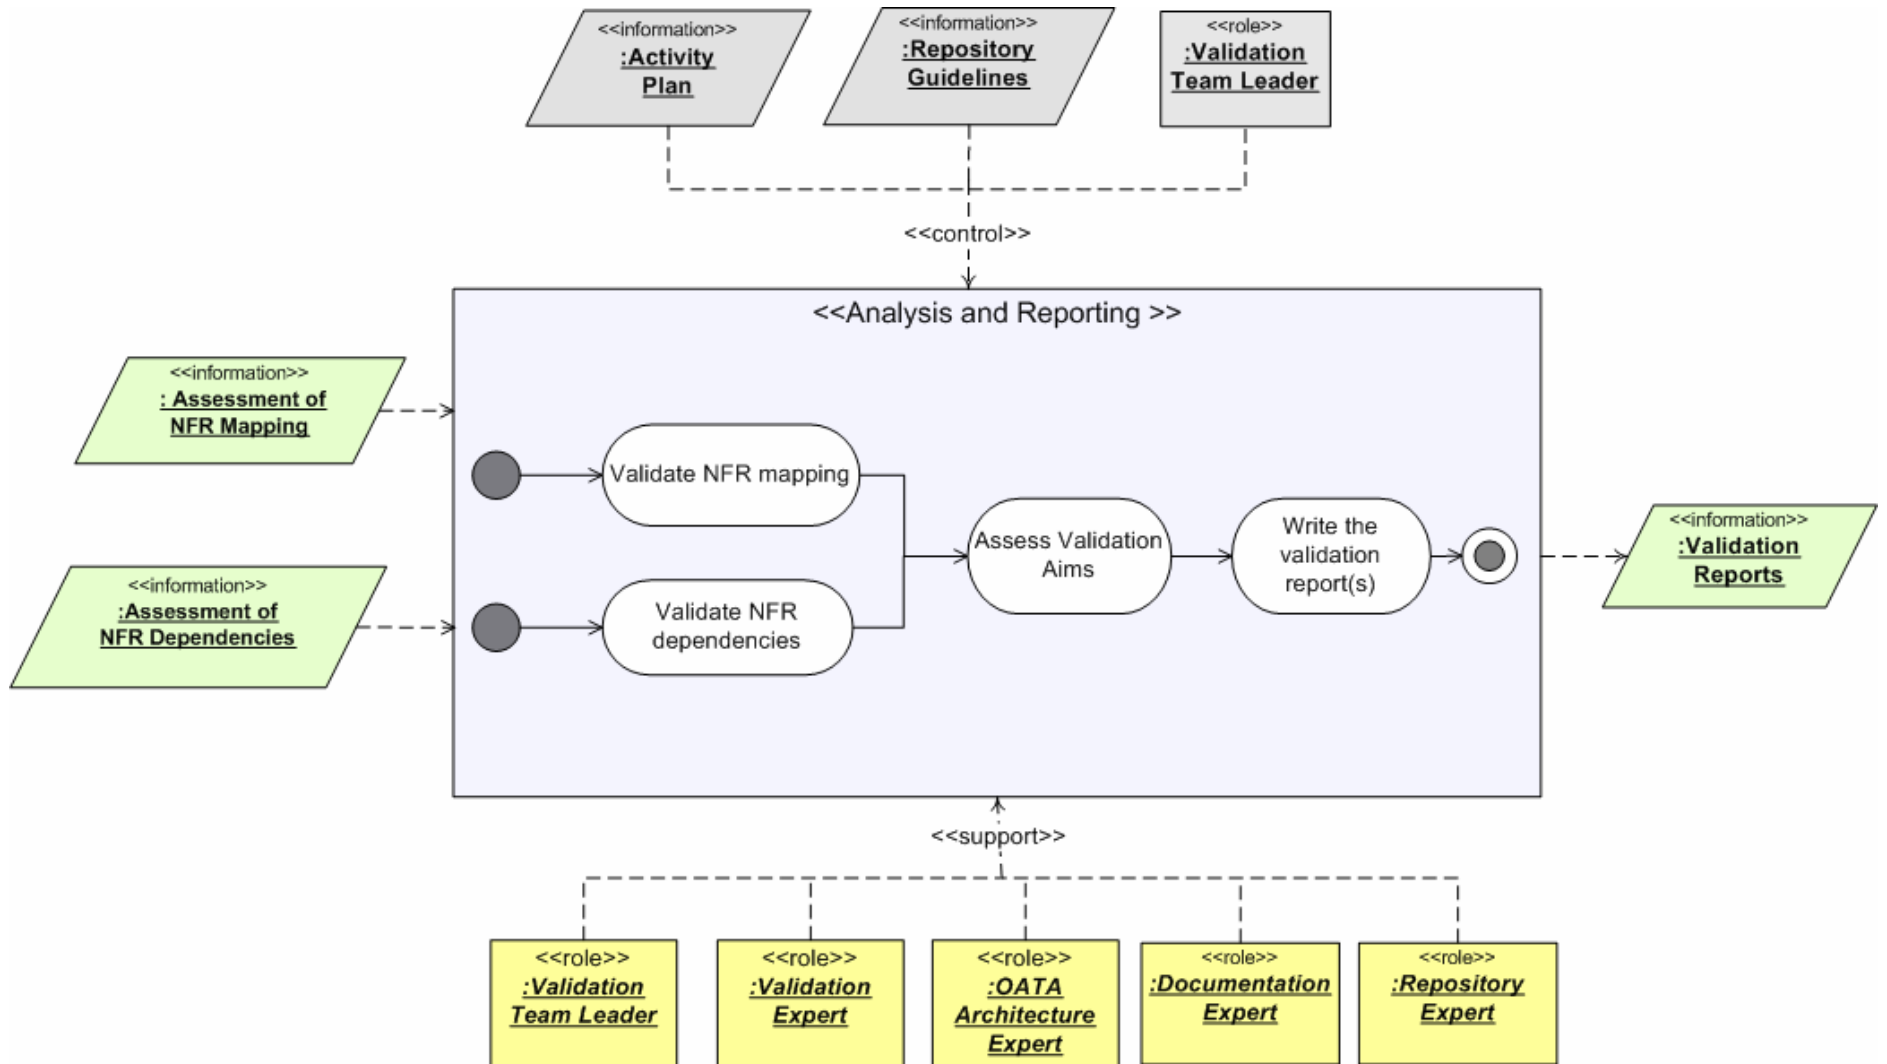 <<information>>
:Activity
Plan
<<information>>
:Repository
Guidelines
<<role>>
:Validation
Team Leader
<<control>>
<<Analysis and Reporting >>
<<information>>
: Assessment of
NFR Mapping
Validate NFR mapping
<<information>>
:Assessment of
NFR Dependencies
Validate NFR
dependencies
Assess Validation
Aims
Write the
validation
report(s)
<<information>>
:Validation
Reports
<<support>>
<<role>>
:Validation
Team Leader
<<role>>
:Validation
Expert
<<role>>
:OATA
Architecture
Expert
<<role>>
:Documentation
Expert
<<role>>
:Repository
Expert